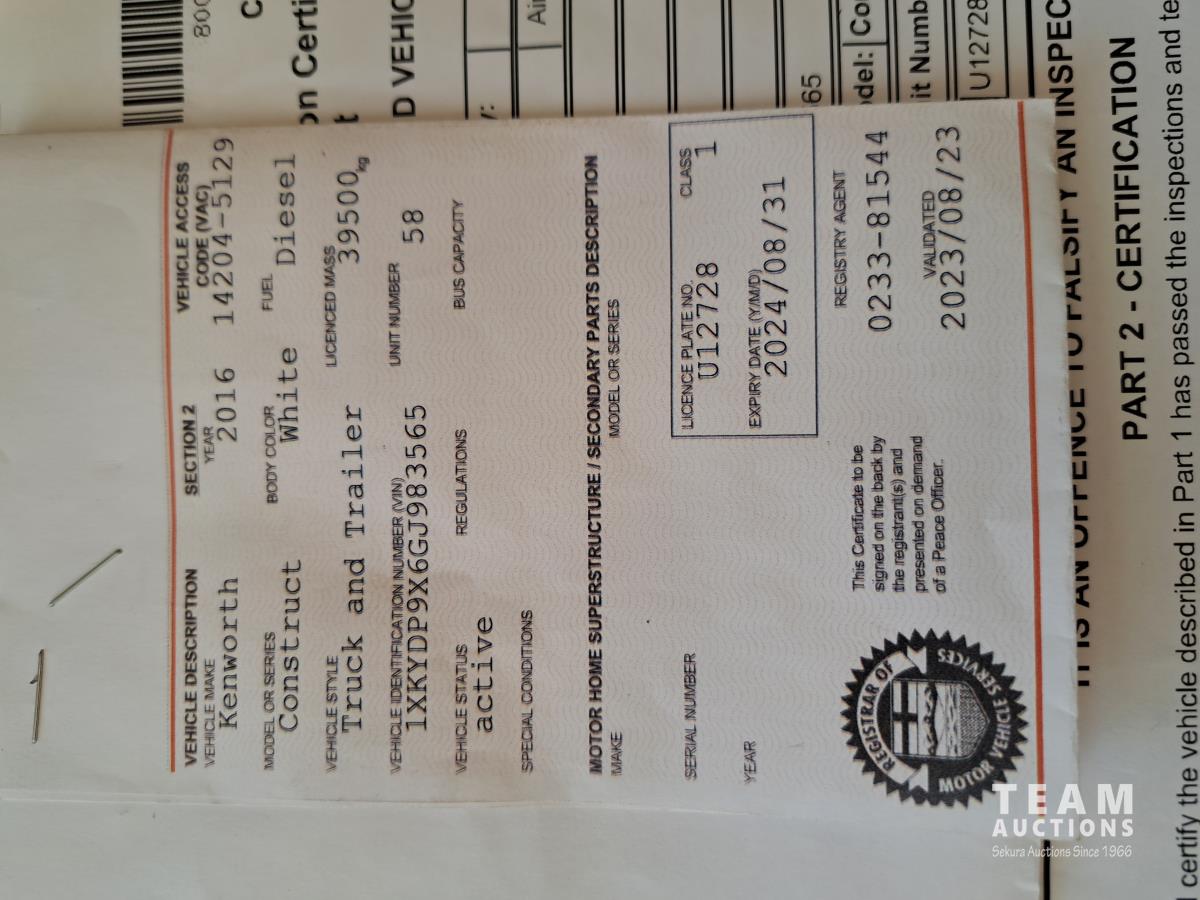 VEHICLE DESCRIPTION SECTION 2 VEHICLE ACCESS
VEHICLE MAKE YEAR CODE (VAC)
Kenworth 2016 14204-5129
MODEL OR SERIES BODY COLOR FUEL
Construct White Diesel
VEHICLE STYLE LICENCED MASS
Truck and Trailer 39500kg
VEHICLE IDENTIFICATION NUMBER (VIN) UNIT NUMBER
1XKYDP9X6GJ983565 58
VEHICLE STATUS REGULATIONS BUS CAPACITY
active
SPECIAL CONDITIONS
MOTOR HOME SUPERSTRUCTURE / SECONDARY PARTS DESCRIPTION
MAKE MODEL OR SERIES
SERIAL NUMBER
YEAR
LICENCE PLATE NO. CLASS
U12728 1
EXPIRY DATE (Y/M/D)
2024/08/31
REGISTRY AGENT
0233-81544
VALIDATED
2023/08/23
This Certificate to be
signed on the back by
the registrant(s) and
presented on demand
of a Peace Officer.
REGISTRAR OF
MOTOR VEHICLE SERVICES
800
on Certi
D VEHIC
Air
65
del: Co
it Numb
U12728
IT IS AN OFFENCE TO FALSIFY AN INSPEC
PART 2 - CERTIFICATION
I certify the vehicle described in Part 1 has passed the inspections and te
TEAM
AUCTIONS
Sekura Auctions Since 1966